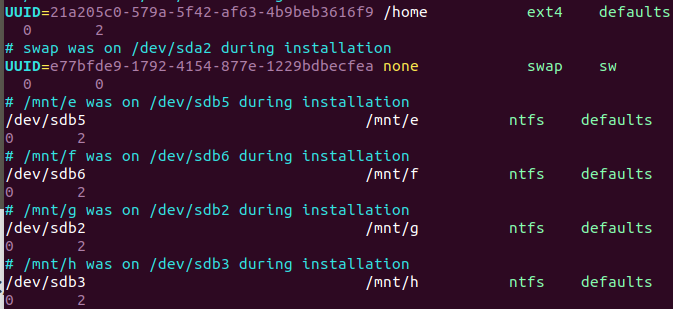 UUID=21a205c0-579a-5f42-af63-4b9beb3616f9 /home ext4 defaults
0 2
# swap was on /dev/sda2 during installation
UUID=e77bfde9-1792-4154-877e-1229bdbecfea none swap sw
0 0
# /mnt/e was on /dev/sdb5 during installation
/dev/sdb5 /mnt/e ntfs defaults
0 2
# /mnt/f was on /dev/sdb6 during installation
/dev/sdb6 /mnt/f ntfs defaults
0 2
# /mnt/g was on /dev/sdb2 during installation
/dev/sdb2 /mnt/g ntfs defaults
0 2
# /mnt/h was on /dev/sdb3 during installation
/dev/sdb3 /mnt/h ntfs defaults
0 2